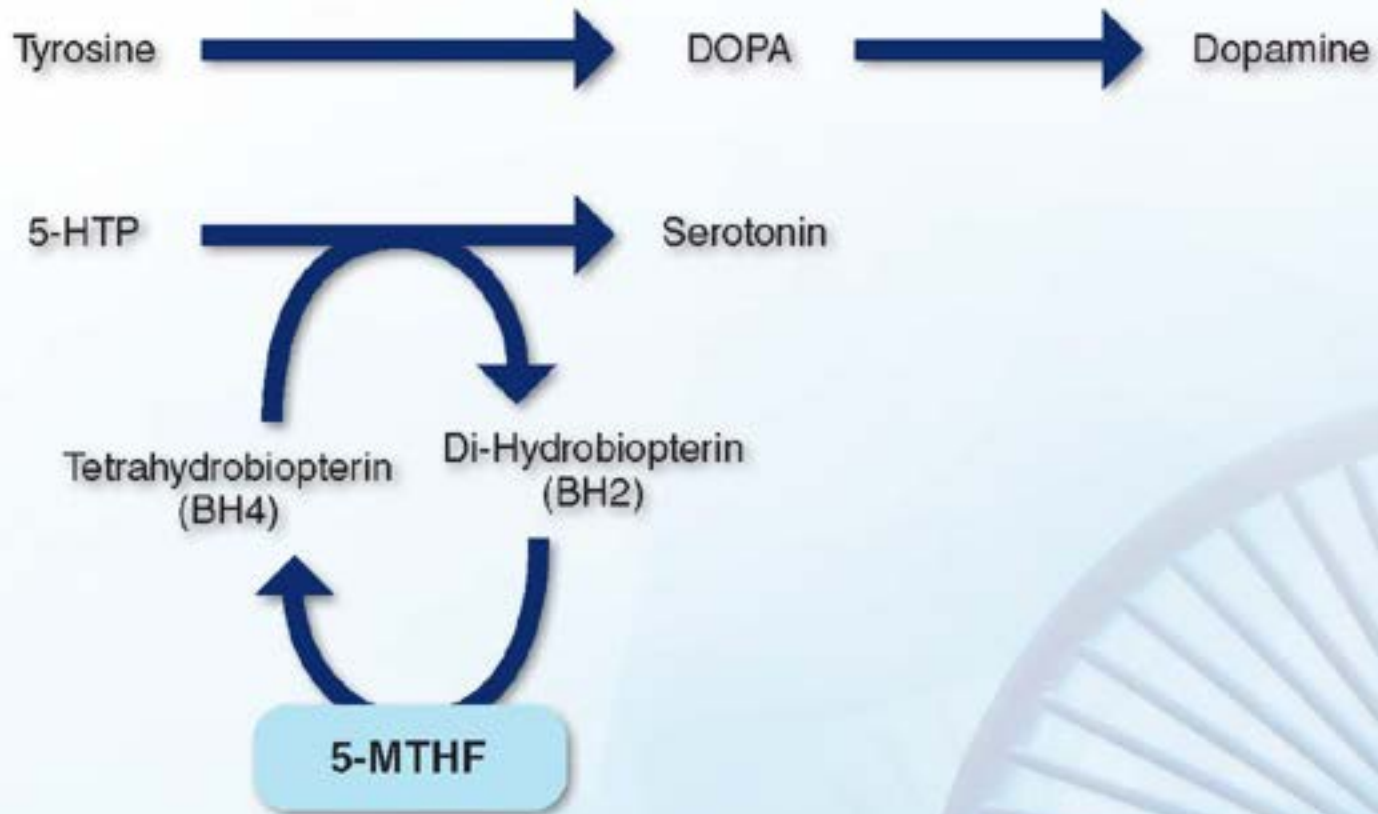 Tyrosine DOPA Dopamine
5-HTP Serotonin
Tetrahydrobiopterin
(BH4)
Di-Hydrobiopterin
(BH2)
5-MTHF